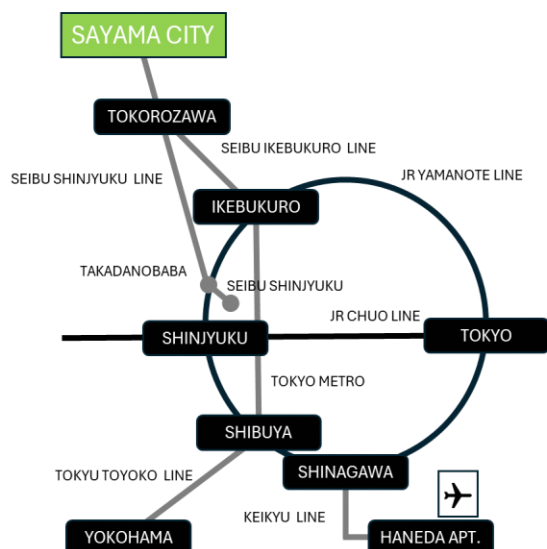 SAYAMA CITY
TOKOROZAWA
SEIBU IKEBUKURO LINE
SEIBU SHINJYUKU LINE
JR YAMANOTE LINE
IKEBUKURO
TAKADANOBABA
SEIBU SHINJYUKU
JR CHUO LINE
SHINJYUKU
TOKYO
TOKYO METRO
SHIBUYA
TOKYU TOYOKO LINE
SHINAGAWA
KEIKYU LINE
YOKOHAMA
HANEDA APT.